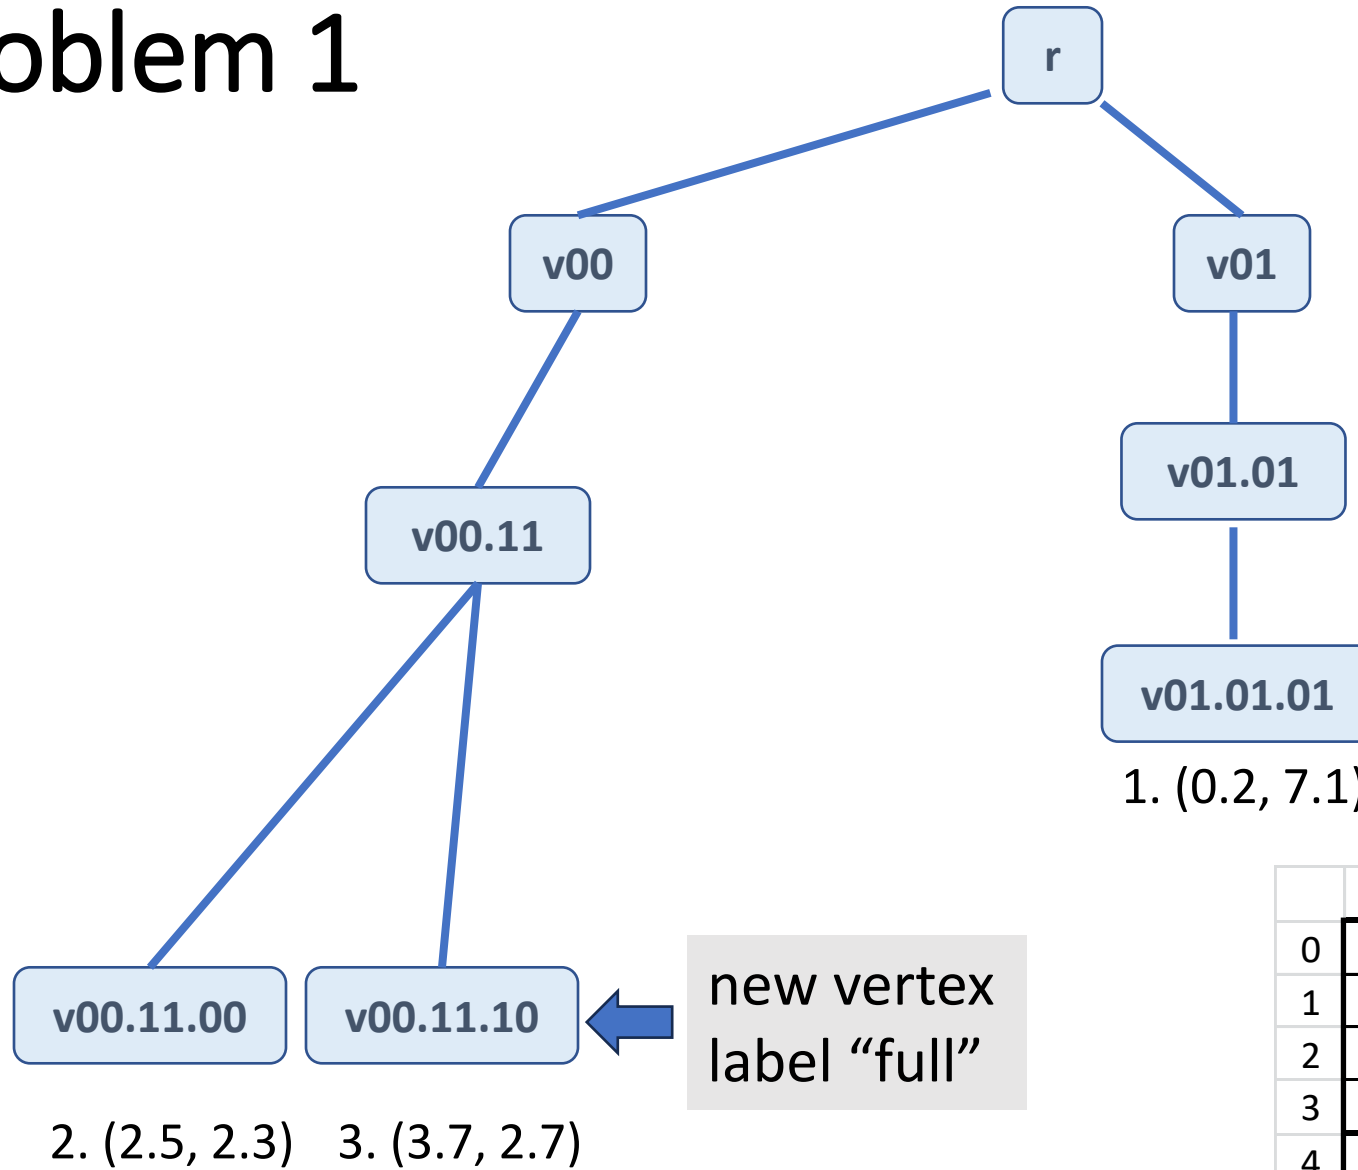 oblem 1
r
v00
v01
v01.01
v00.11
v01.01.01
1. (0.2, 7.1)
0
1
2
3
4
v00.11.00
v00.11.10
new vertex
label “full”
2. (2.5, 2.3)
3. (3.7, 2.7)